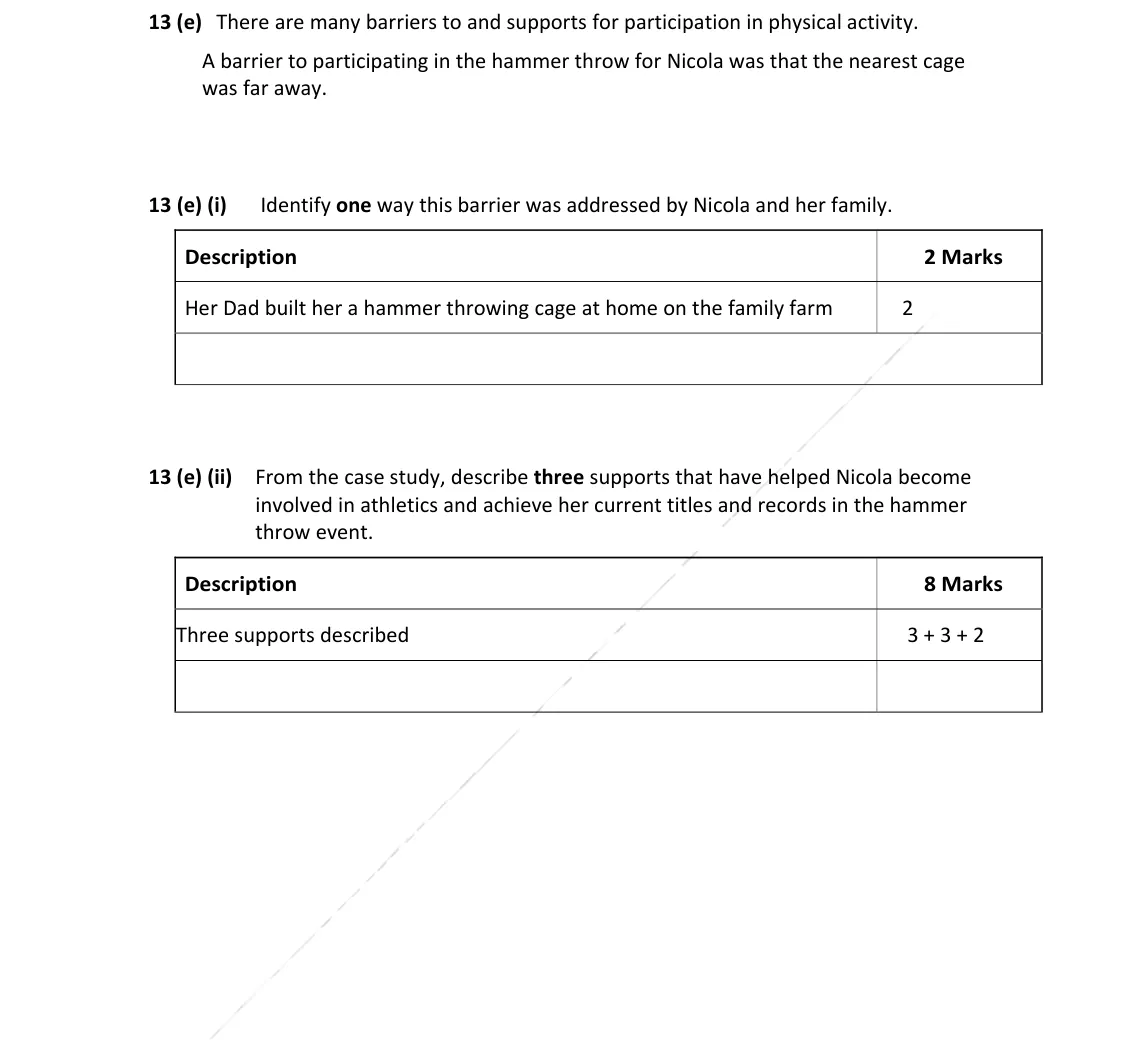 13 (e) There are many barriers to and supports for participation in physical activity.
A barrier to participating in the hammer throw for Nicola was that the nearest cage
was far away.
13 (e) (i) Identify one way this barrier was addressed by Nicola and her family.
Description 2 Marks
Her Dad built her a hammer throwing cage at home on the family farm 2
13 (e) (ii) From the case study, describe three supports that have helped Nicola become
involved in athletics and achieve her current titles and records in the hammer
throw event.
Description 8 Marks
Three supports described 3 + 3 + 2